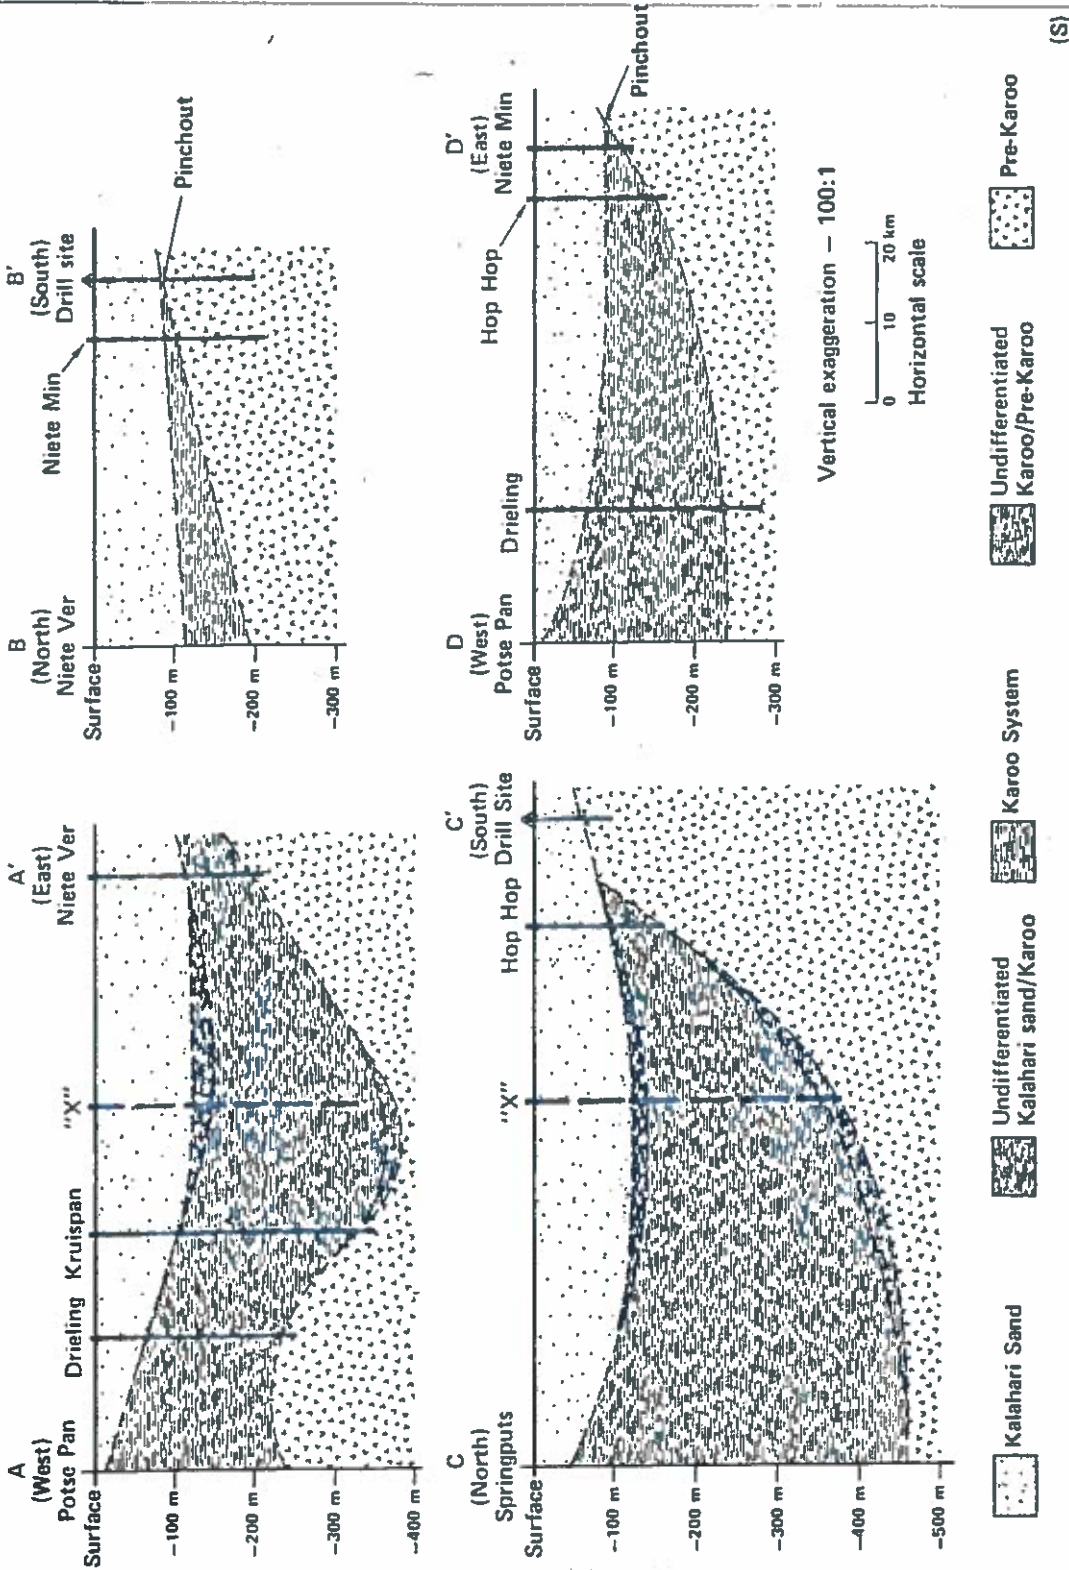 A
(West)
Potse Pan
Drieling
Kruispan
"X"
A'
(East)
Niete Ver
Surface
-100 m
-200 m
-300 m
-400 m
B
(North)
Niete Ver
Niete Min
B'
(South)
Drill site
Pinchout
Surface
-100 m
-200 m
-300 m
C
(North)
Springputs
"X"
Hop Hop
C'
(South)
Drill Site
Surface
-100 m
-200 m
-300 m
-400 m
-500 m
D
(West)
Potse Pan
Drieling
Hop Hop
D'
(East)
Niete Min
Pinchout
Surface
-100 m
-200 m
-300 m
Vertical exaggeration – 100:1
0 10 20 km
Horizontal scale
Kalahari Sand
Undifferentiated
Kalahari sand/Karoo
Karoo System
Undifferentiated
Karoo/Pre-Karoo
Pre-Karoo
(S)